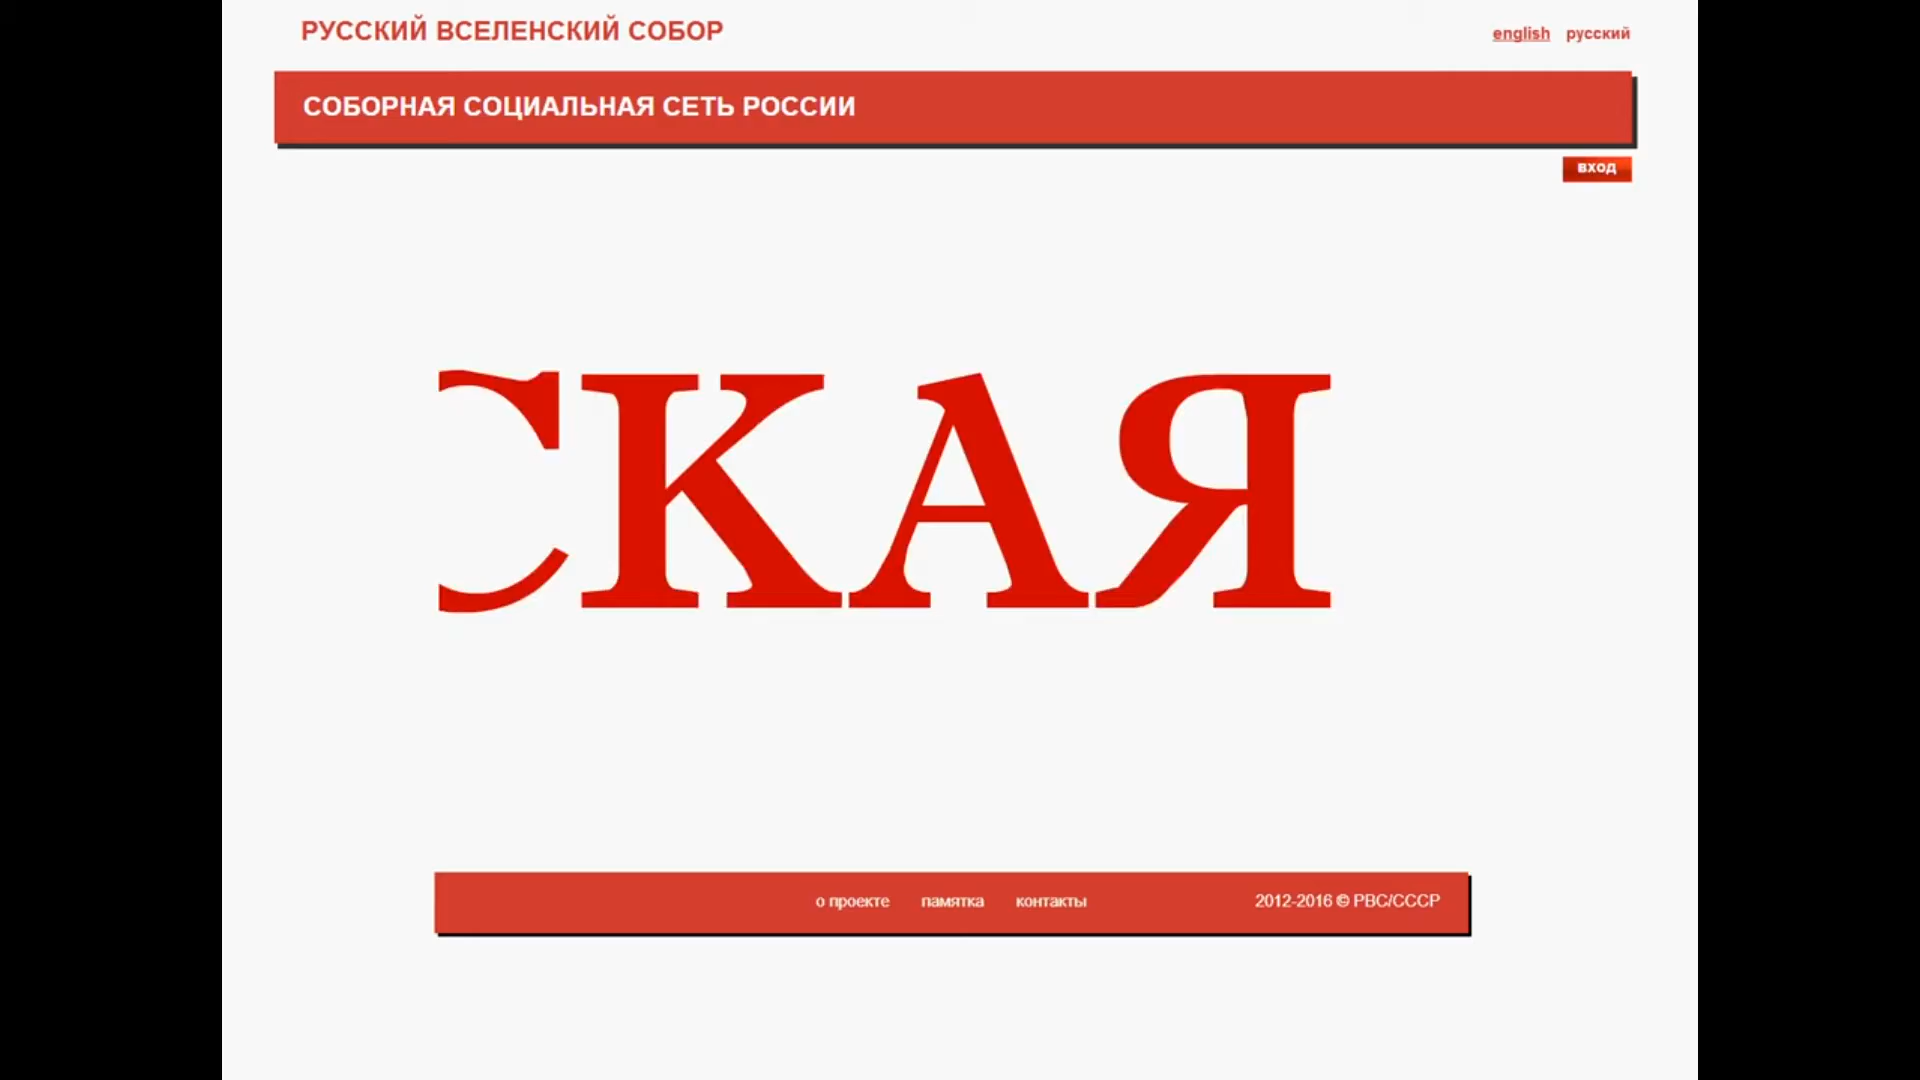 РУССКИЙ ВСЕЛЕНСКИЙ СОБОР
english русский
СОБОРНАЯ СОЦИАЛЬНАЯ СЕТЬ РОССИИ
вход
СКАЯ
о проекте памятка контакты 2012-2016 © РВС/СССР